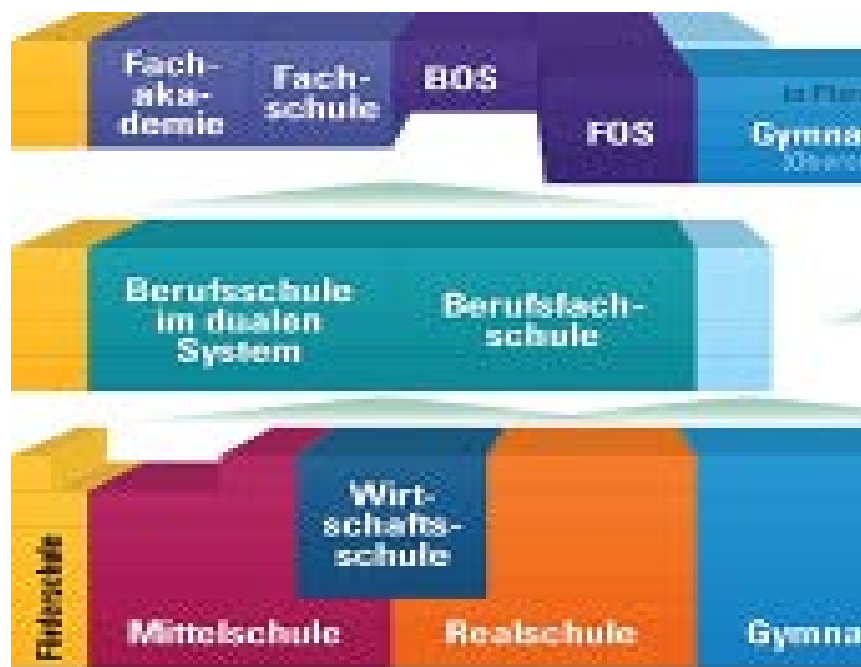 Fach-
aka-
demie
Fach-
schule
BOS
FOS
Gymna
Berufsschule
im dualen
System
Berufsfach-
schule
Förderschule
Wirt-
schafts-
schule
Mittelschule
Realschule
Gymna